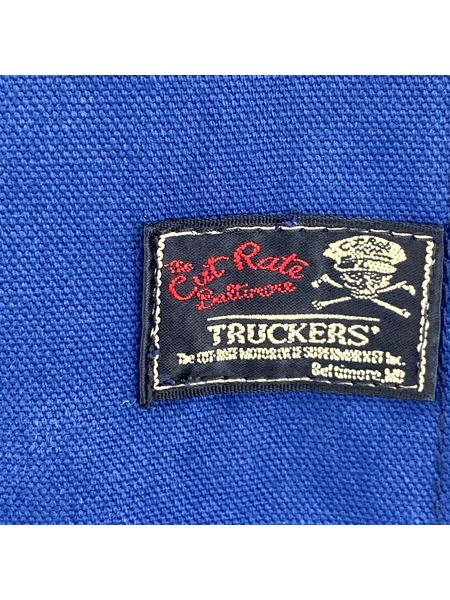 The
Cut Rate
Baltimore
TRUCKERS'
The CUT-RATE MOTORCYCLE SUPERMARKET Inc.
Baltimore, MD